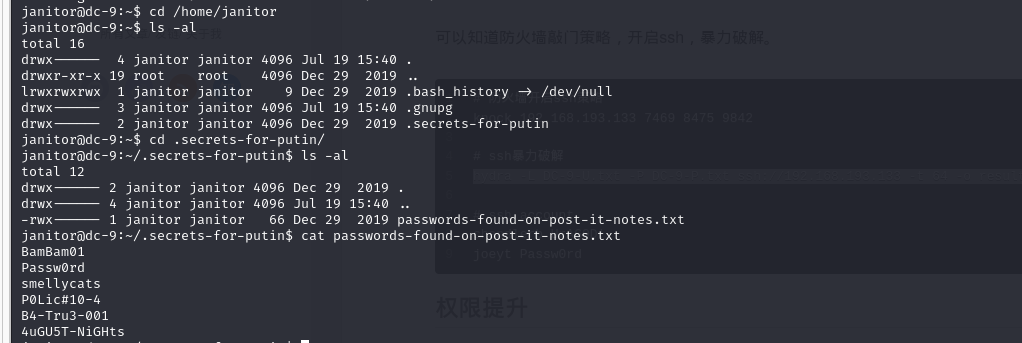 janitor@dc-9:~$ cd /home/janitor
janitor@dc-9:~$ ls -al
total 16
drwx------ 4 janitor janitor 4096 Jul 19 15:40 .
drwxr-xr-x 19 root root 4096 Dec 29 2019 ..
lrwxrwxrwx 1 janitor janitor 9 Dec 29 2019 .bash_history -> /dev/null
drwx------ 3 janitor janitor 4096 Jul 19 15:40 .gnupg
drwx------ 2 janitor janitor 4096 Dec 29 2019 .secrets-for-putin
janitor@dc-9:~$ cd .secrets-for-putin/
janitor@dc-9:~/.secrets-for-putin$ ls -al
total 12
drwx------ 2 janitor janitor 4096 Dec 29 2019 .
drwx------ 4 janitor janitor 4096 Jul 19 15:40 ..
-rwx------ 1 janitor janitor 66 Dec 29 2019 passwords-found-on-post-it-notes.txt
janitor@dc-9:~/.secrets-for-putin$ cat passwords-found-on-post-it-notes.txt
BamBam01
Passw0rd
smellycats
P0Lic#10-4
B4-Tru3-001
4uGU5T-NiGHts
可以知道防火墙敲门策略，开启ssh，暴力破解。
193.133 7469 8475 9842
# ssh暴力破解
joeyt Passw0rd
权限提升